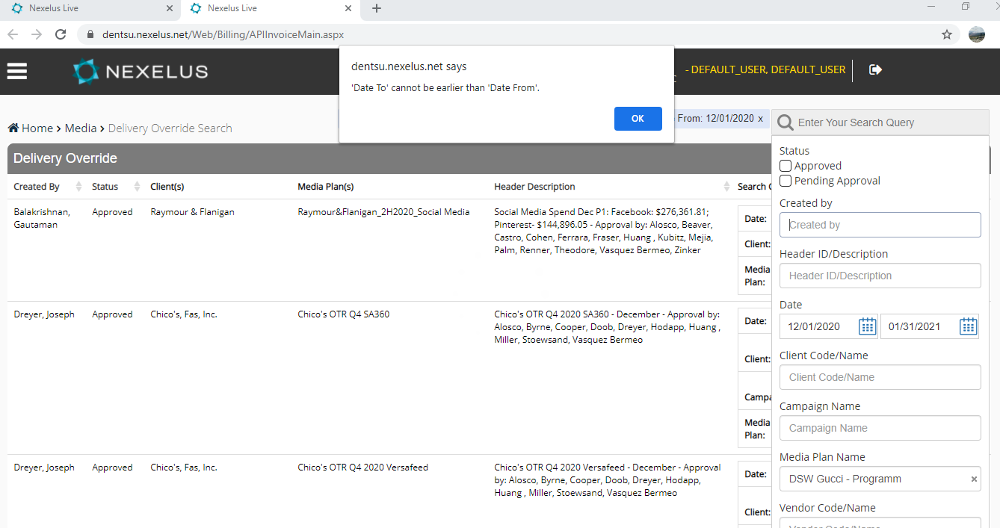 Nexelus Live
Nexelus Live
dentsu.nexelus.net/Web/Billing/APIInvoiceMain.aspx
NEXELUS
- DEFAULT_USER, DEFAULT_USER
dentsu.nexelus.net says
'Date To' cannot be earlier than 'Date From'.
OK
From: 12/01/2020 x
Enter Your Search Query
Home > Media > Delivery Override Search
Delivery Override
Created By Status Client(s) Media Plan(s) Header Description Search
Balakrishnan, Gautaman
Approved
Raymour & Flanigan
Raymour&Flanigan_2H2020_Social Media
Social Media Spend Dec P1: Facebook: $276,361.81;
Pinterest- $144,896.05 - Approval by: Alosco, Beaver,
Castro, Cohen, Ferrara, Fraser, Huang , Kubitz, Mejia,
Palm, Renner, Theodore, Vasquez Bermeo, Zinker
Date:
Client:
Media
Plan:
Dreyer, Joseph
Approved
Chico's, Fas, Inc.
Chico's OTR Q4 SA360
Chico's OTR Q4 2020 SA360 - December - Approval by:
Alosco, Byrne, Cooper, Doob, Dreyer, Hodapp, Huang ,
Miller, Stoewsand, Vasquez Bermeo
Date:
Client:
Campa
Media
Plan:
Dreyer, Joseph
Approved
Chico's, Fas, Inc.
Chico's OTR Q4 2020 Versafeed
Chico's OTR Q4 2020 Versafeed - December - Approval
by: Alosco, Byrne, Cooper, Doob, Dreyer, Hodapp,
Huang , Miller, Stoewsand, Vasquez Bermeo
Date:
Client:
Status
Approved
Pending Approval
Created by
Created by
Header ID/Description
Header ID/Description
Date
12/01/2020 01/31/2021
Client Code/Name
Client Code/Name
Campaign Name
Campaign Name
Media Plan Name
DSW Gucci - Programm ×
Vendor Code/Name
Vendor Code/Name